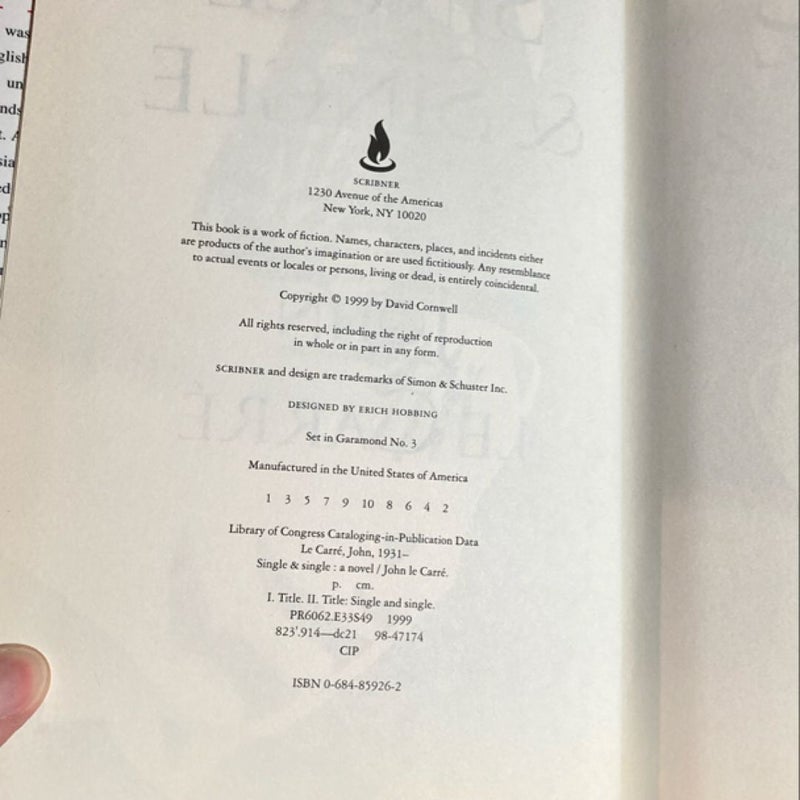 was
glish
un
nds
t. A
sia
ed
op
SCRIBNER
1230 Avenue of the Americas
New York, NY 10020
This book is a work of fiction. Names, characters, places, and incidents either
are products of the author's imagination or are used fictitiously. Any resemblance
to actual events or locales or persons, living or dead, is entirely coincidental.
Copyright © 1999 by David Cornwell
All rights reserved, including the right of reproduction
in whole or in part in any form.
SCRIBNER and design are trademarks of Simon & Schuster Inc.
DESIGNED BY ERICH HOBBING
Set in Garamond No. 3
Manufactured in the United States of America
1 3 5 7 9 10 8 6 4 2
Library of Congress Cataloging-in-Publication Data
Le Carré, John, 1931–
Single & single : a novel / John le Carré.
p. cm.
I. Title. II. Title: Single and single.
PR6062.E33S49 1999
823'.914—dc21 98-47174
CIP
ISBN 0-684-85926-2